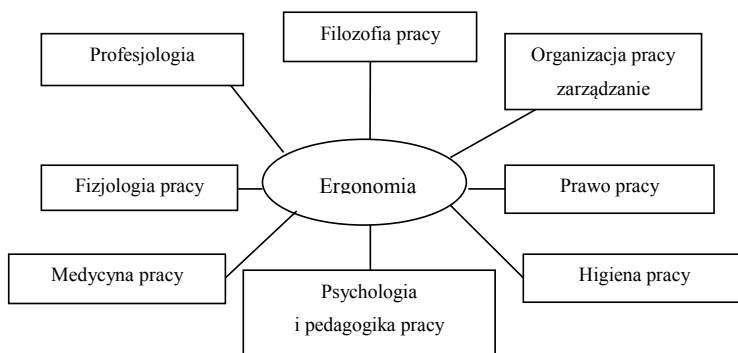 Filozofia pracy
Profesjologia
Organizacja pracy
zarządzanie
Fizjologia pracy
Ergonomia
Prawo pracy
Medycyna pracy
Psychologia
i pedagogika pracy
Higiena pracy